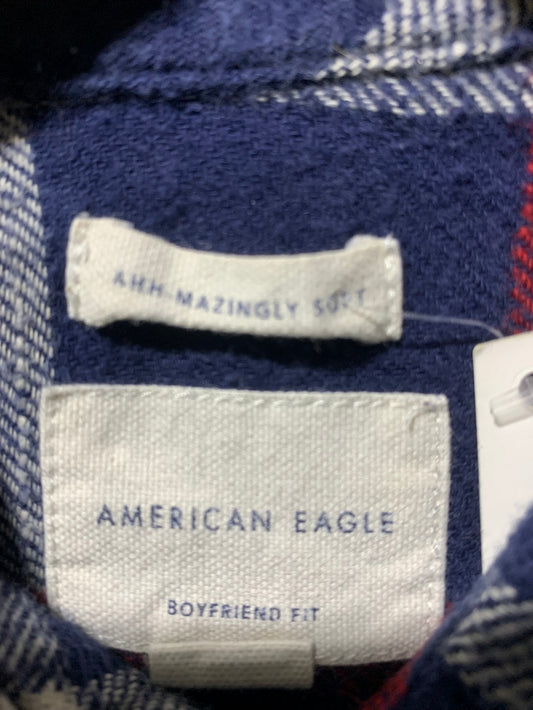 AHH-MAZINGLY SOFT
AMERICAN EAGLE
BOYFRIEND FIT